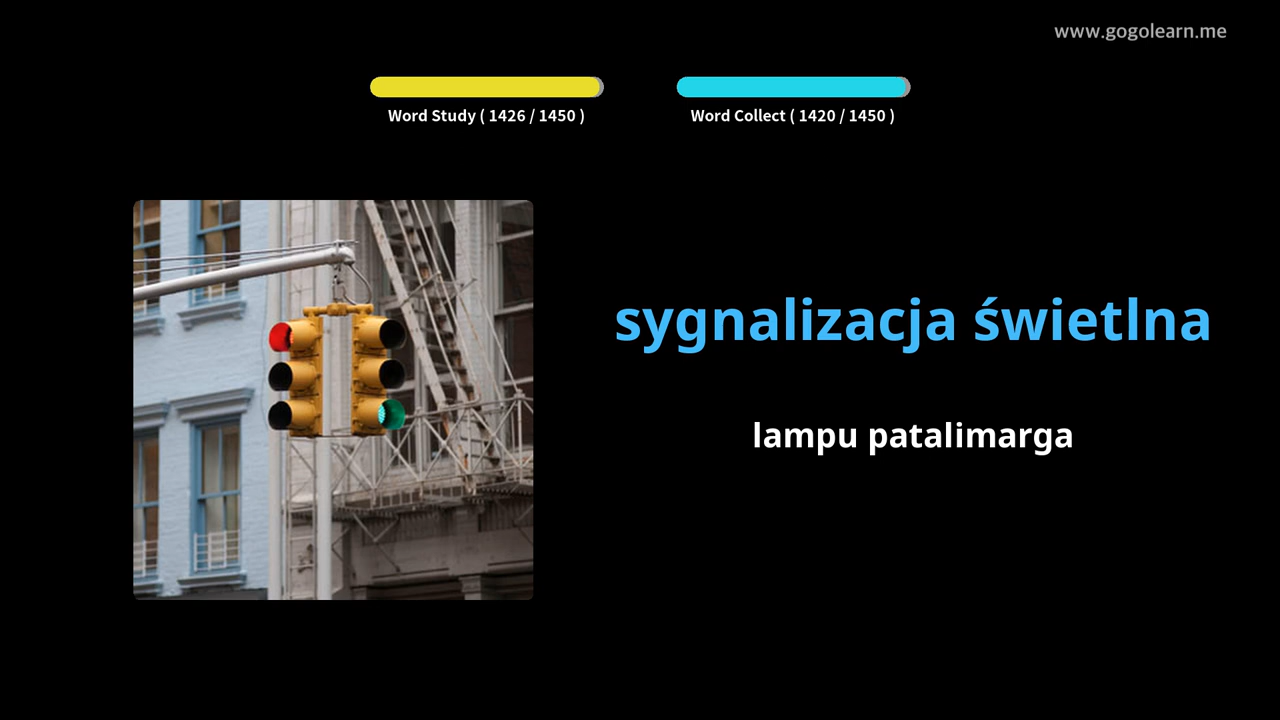 www.gogolearn.me
Word Study ( 1426 / 1450 )
Word Collect ( 1420 / 1450 )
sygnalizacja świetlna
lampu patalimarga